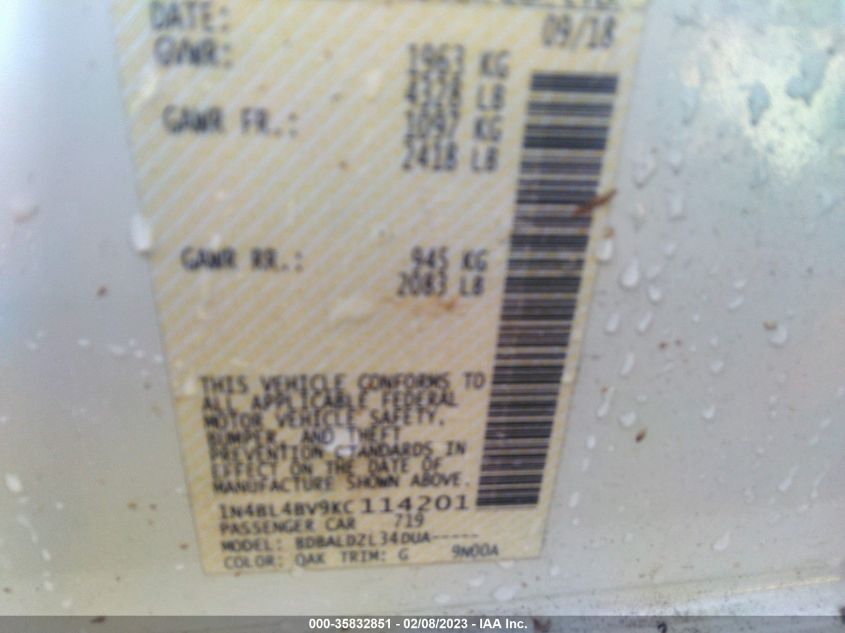 DATE: 09/18
GVWR: 1963 KG
4328 LB
GAWR FR.: 1097 KG
2418 LB
GAWR RR.: 945 KG
2083 LB
THIS VEHICLE CONFORMS TO
ALL APPLICABLE FEDERAL
MOTOR VEHICLE SAFETY,
BUMPER, AND THEFT
PREVENTION STANDARDS IN
EFFECT ON THE DATE OF
MANUFACTURE SHOWN ABOVE.
1N4BL4BV9KC114201
PASSENGER CAR 719
MODEL: BDBALDZL34DUA-----
COLOR: QAK TRIM: G 9N00A
000-35832851 - 02/08/2023 - IAA Inc.